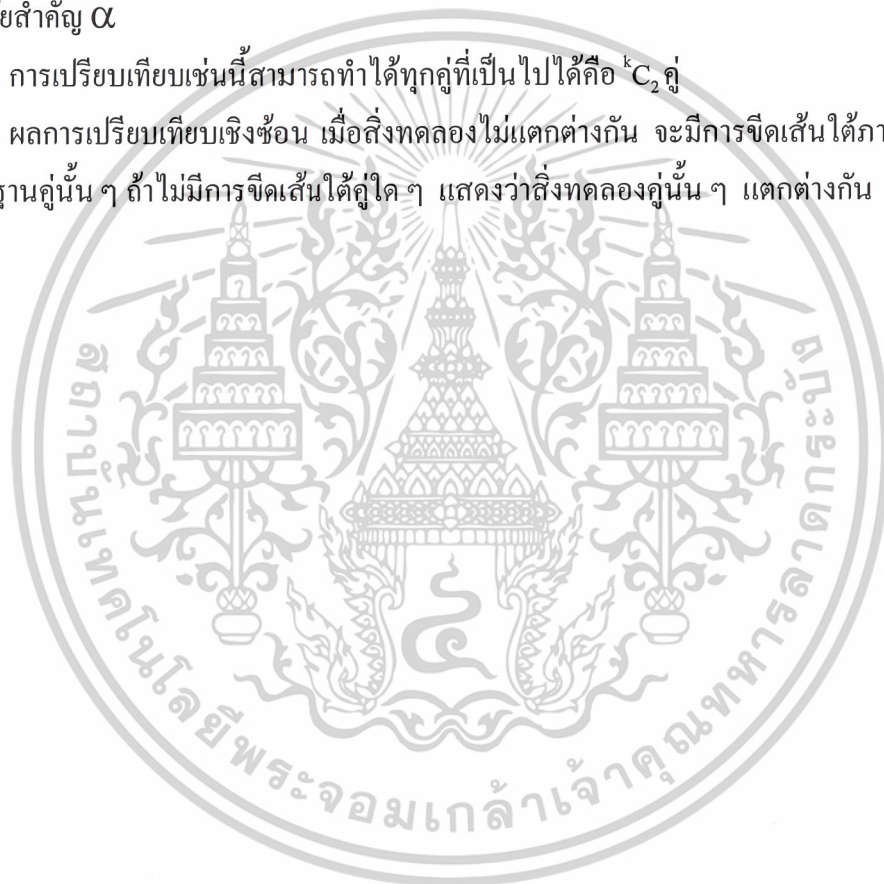 ยสำคัญ α
การเปรียบเทียบเช่นนี้สามารถทำได้ทุกคู่ที่เป็นไปได้คือ ᵏC₂ คู่
ผลการเปรียบเทียบเชิงซ้อน เมื่อสิ่งทดลองไม่แตกต่างกัน จะมีการขีดเส้นใต้ภา
ฐานคู่นั้น ๆ ถ้าไม่มีการขีดเส้นใต้คู่ใด ๆ แสดงว่าสิ่งทดลองคู่นั้น ๆ แตกต่างกัน
สถาบันเทคโนโลยีพระจอมเกล้าเจ้าคุณทหารลาดกระบัง